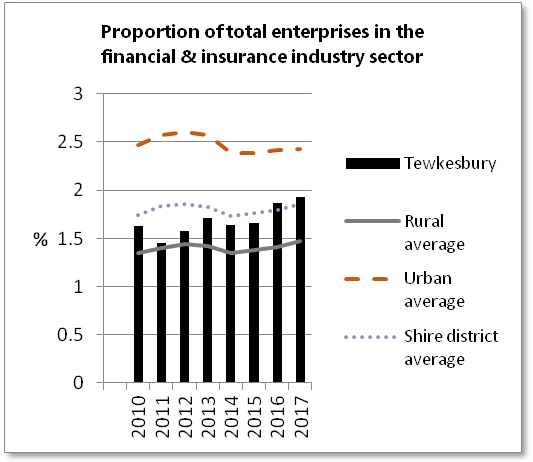 Proportion of total enterprises in the
financial & insurance industry sector
3
2.5
2
1.5
1
0.5
0
%
2010 2011 2012 2013 2014 2015 2016 2017
Tewkesbury
Rural
average
Urban
average
Shire district
average